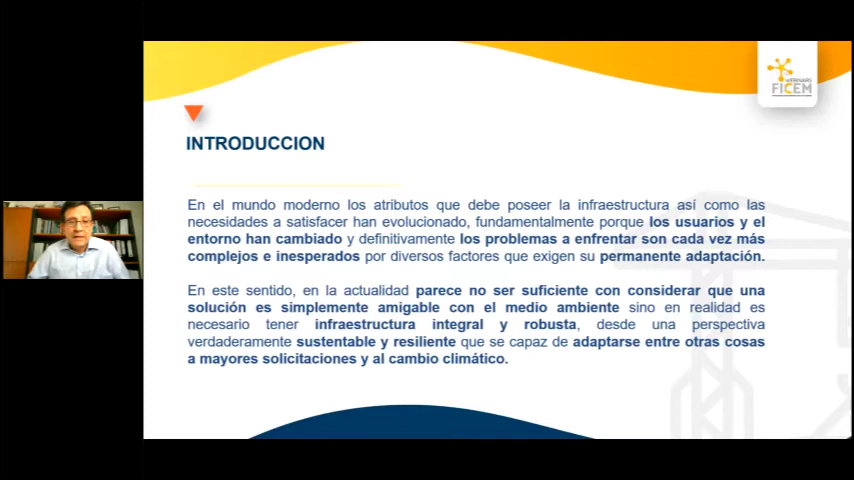 WEBINARS
FICEM
INTRODUCCION
En el mundo moderno los atributos que debe poseer la infraestructura así como las
necesidades a satisfacer han evolucionado, fundamentalmente porque los usuarios y el
entorno han cambiado y definitivamente los problemas a enfrentar son cada vez más
complejos e inesperados por diversos factores que exigen su permanente adaptación.
En este sentido, en la actualidad parece no ser suficiente con considerar que una
solución es simplemente amigable con el medio ambiente sino en realidad es
necesario tener infraestructura integral y robusta, desde una perspectiva
verdaderamente sustentable y resiliente que se capaz de adaptarse entre otras cosas
a mayores solicitaciones y al cambio climático.